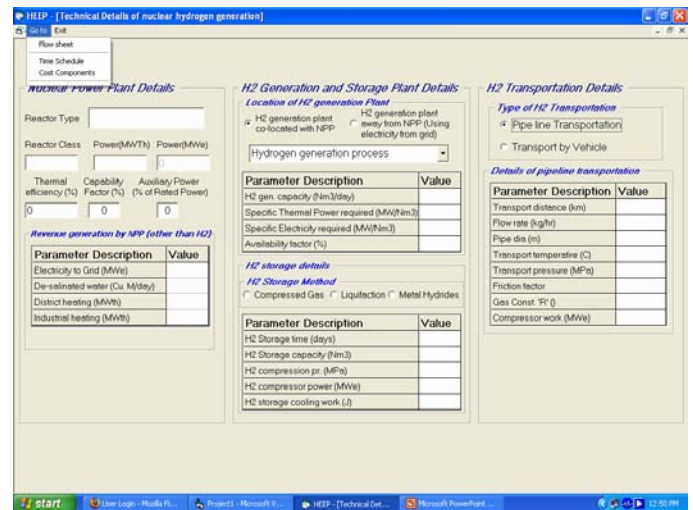 HEEP - [Technical Details of nuclear hydrogen generation]
Go to Exit
Flow sheet
Time Schedule
Cost Components
Nuclear Power Plant Details
Reactor Type
Reactor Class Power(MWTh) Power(MWe)
0
Thermal efficiency (%) Capability Factor (%) Auxiliary Power (% of Rated Power)
0 0 0
Revenue generation by NPP (other than H2)
Parameter Description Value
Electricity to Grid (MWe)
De-salinated water (Cu. M/day)
District heating (MWth)
Industrial heating (MWth)
H2 Generation and Storage Plant Details
Location of H2 generation Plant
H2 generation plant co-located with NPP
H2 generation plant away from NPP (Using electricity from grid)
Hydrogen generation process
Parameter Description Value
H2 gen. capacity (Nm3/day)
Specific Thermal Power required (MW/Nm3)
Specific Electricity required (MW/Nm3)
Availability factor (%)
H2 storage details
H2 Storage Method
Compressed Gas Liquifaction Metal Hydrides
Parameter Description Value
H2 Storage time (days)
H2 Storage capacity (Nm3)
H2 compression pr. (MPa)
H2 compressor power (MWe)
H2 storage cooling work (J)
H2 Transportation Details
Type of H2 Transportation
Pipe line Transportation
Transport by Vehicle
Details of pipeline transportation
Parameter Description Value
Transport distance (km)
Flow rate (kg/hr)
Pipe dia (m)
Transport temperatire (C)
Transport pressure (MPa)
Friction factor
Gas Const. 'R' ()
Compressor work (MWe)
start User Login - Mozilla Fi... Project1 - Microsoft V... HEEP - [Technical Det... Microsoft PowerPoint ... 12:50 PM